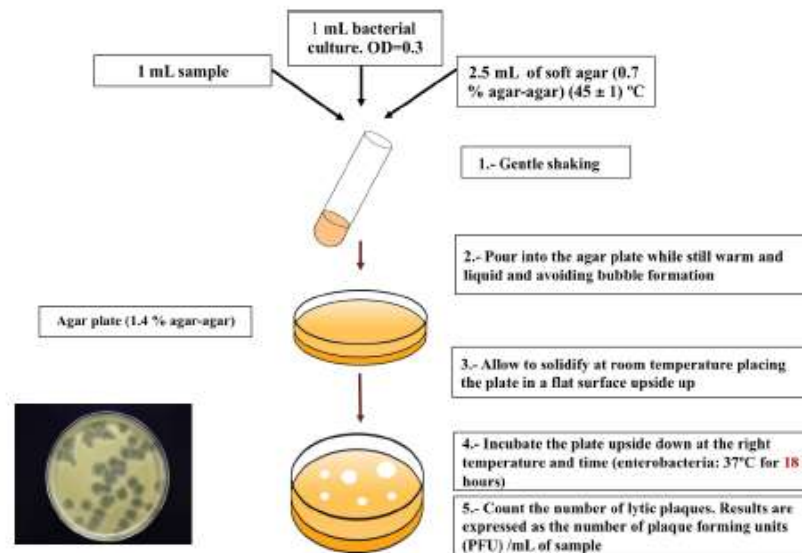 1 mL bacterial
culture. OD=0.3
1 mL sample
2.5 mL of soft agar (0.7
% agar-agar) (45 ± 1) ºC
1.- Gentle shaking
2.- Pour into the agar plate while still warm and
liquid and avoiding bubble formation
Agar plate (1.4 % agar-agar)
3.- Allow to solidify at room temperature placing
the plate in a flat surface upside up
4.- Incubate the plate upside down at the right
temperature and time (enterobacteria: 37ºC for 18
hours)
5.- Count the number of lytic plaques. Results are
expressed as the number of plaque forming units
(PFU) /mL of sample